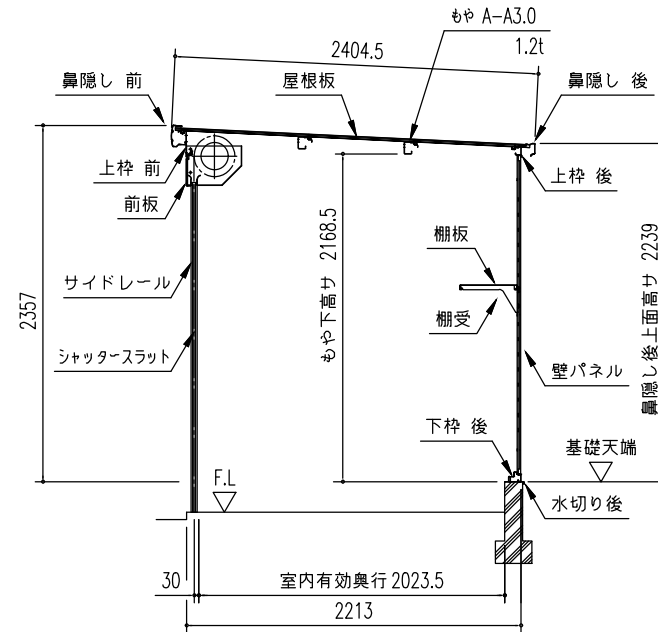 もや A-A3.0
1.2t
2404.5
鼻隠し 前
屋根板
鼻隠し 後
上枠 前
上枠 後
前板
棚板
サイドレール
もや下高サ 2168.5
棚受
2357
鼻隠し後上面高サ 2239
シャッタースラット
壁パネル
下枠 後
基礎天端
F.L
水切り後
30
室内有効奥行 2023.5
2213